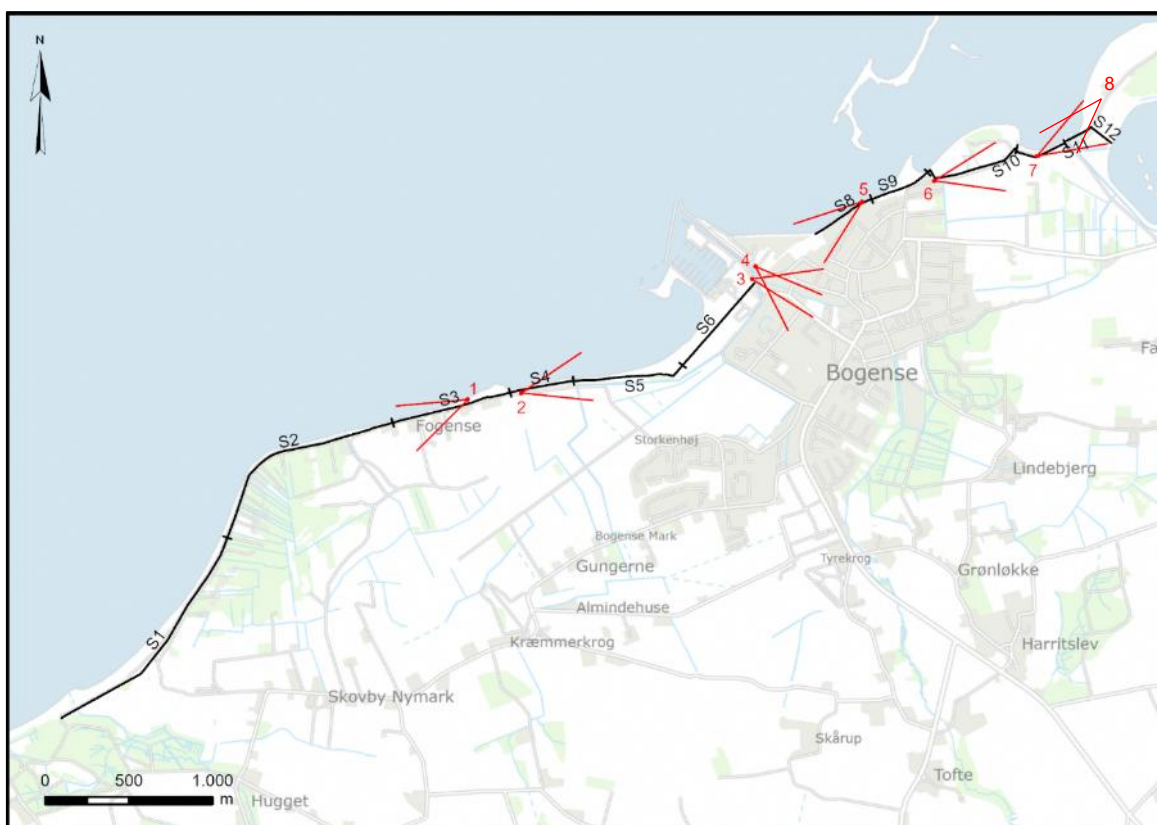 N
8
S12
S11
7
S10
6
S9
5
S8
4
3
S6
Bogense
Få
1
S4
2
S5
S3
Fogense
S2
Storkenhøj
Lindebjerg
Bogense Mark
Gungerne
Tyrekrog
Grønløkke
Almindehuse
S1
Kræmmerkrog
Harritslev
Skovby Nymark
Skårup
Tofte
0 500 1.000
m
Hugget